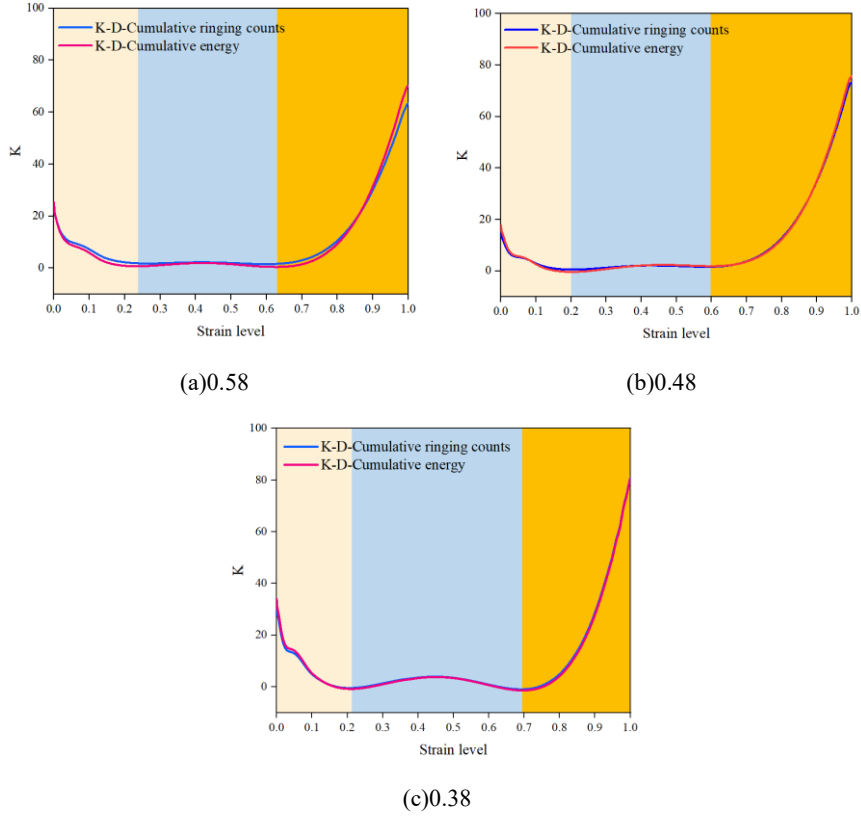 100
80
60
40
20
0
K
K-D-Cumulative ringing counts
K-D-Cumulative energy
0.0 0.1 0.2 0.3 0.4 0.5 0.6 0.7 0.8 0.9 1.0
Strain level
(a)0.58
100
80
60
40
20
0
K
K-D-Cumulative ringing counts
K-D-Cumulative energy
0.0 0.1 0.2 0.3 0.4 0.5 0.6 0.7 0.8 0.9 1.0
Strain level
(b)0.48
100
80
60
40
20
0
K
K-D-Cumulative ringing counts
K-D-Cumulative energy
0.0 0.1 0.2 0.3 0.4 0.5 0.6 0.7 0.8 0.9 1.0
Strain level
(c)0.38